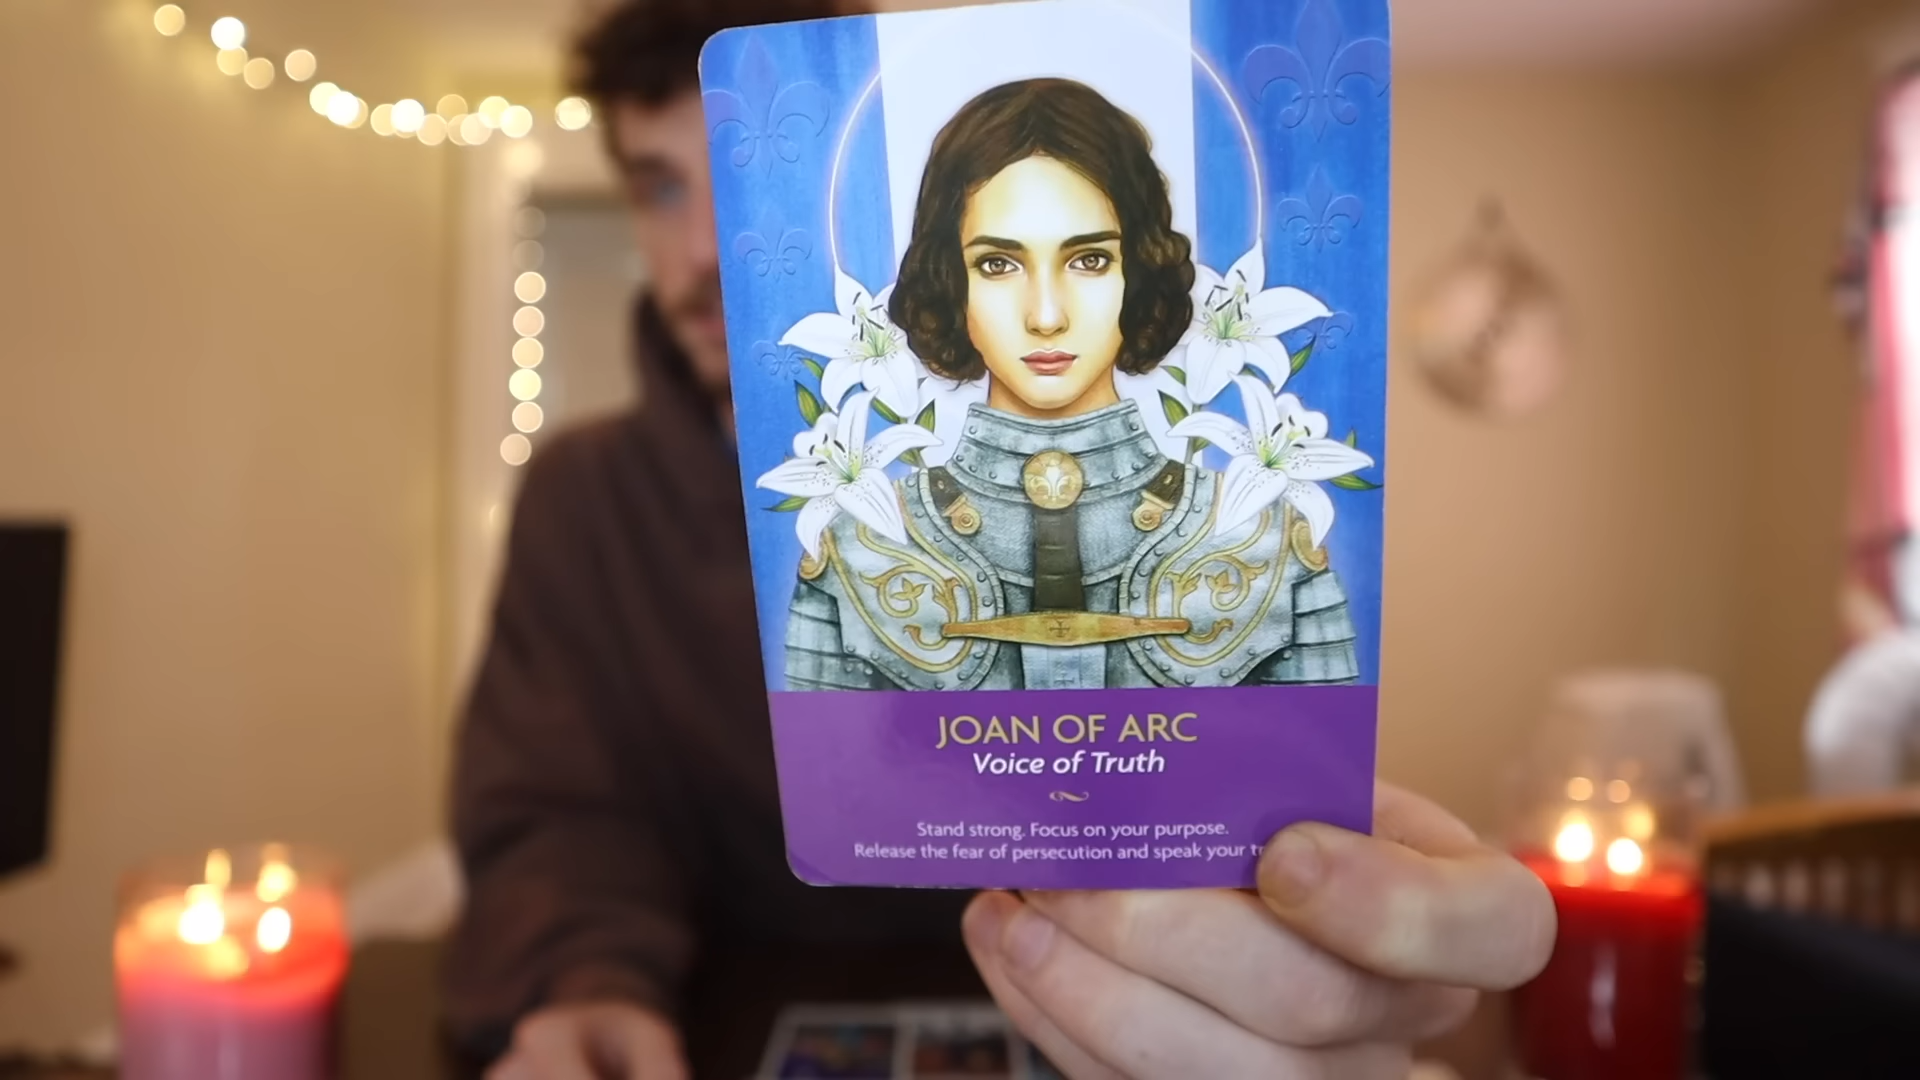 JOAN OF ARC
Voice of Truth
Stand strong. Focus on your purpose.
Release the fear of persecution and speak your